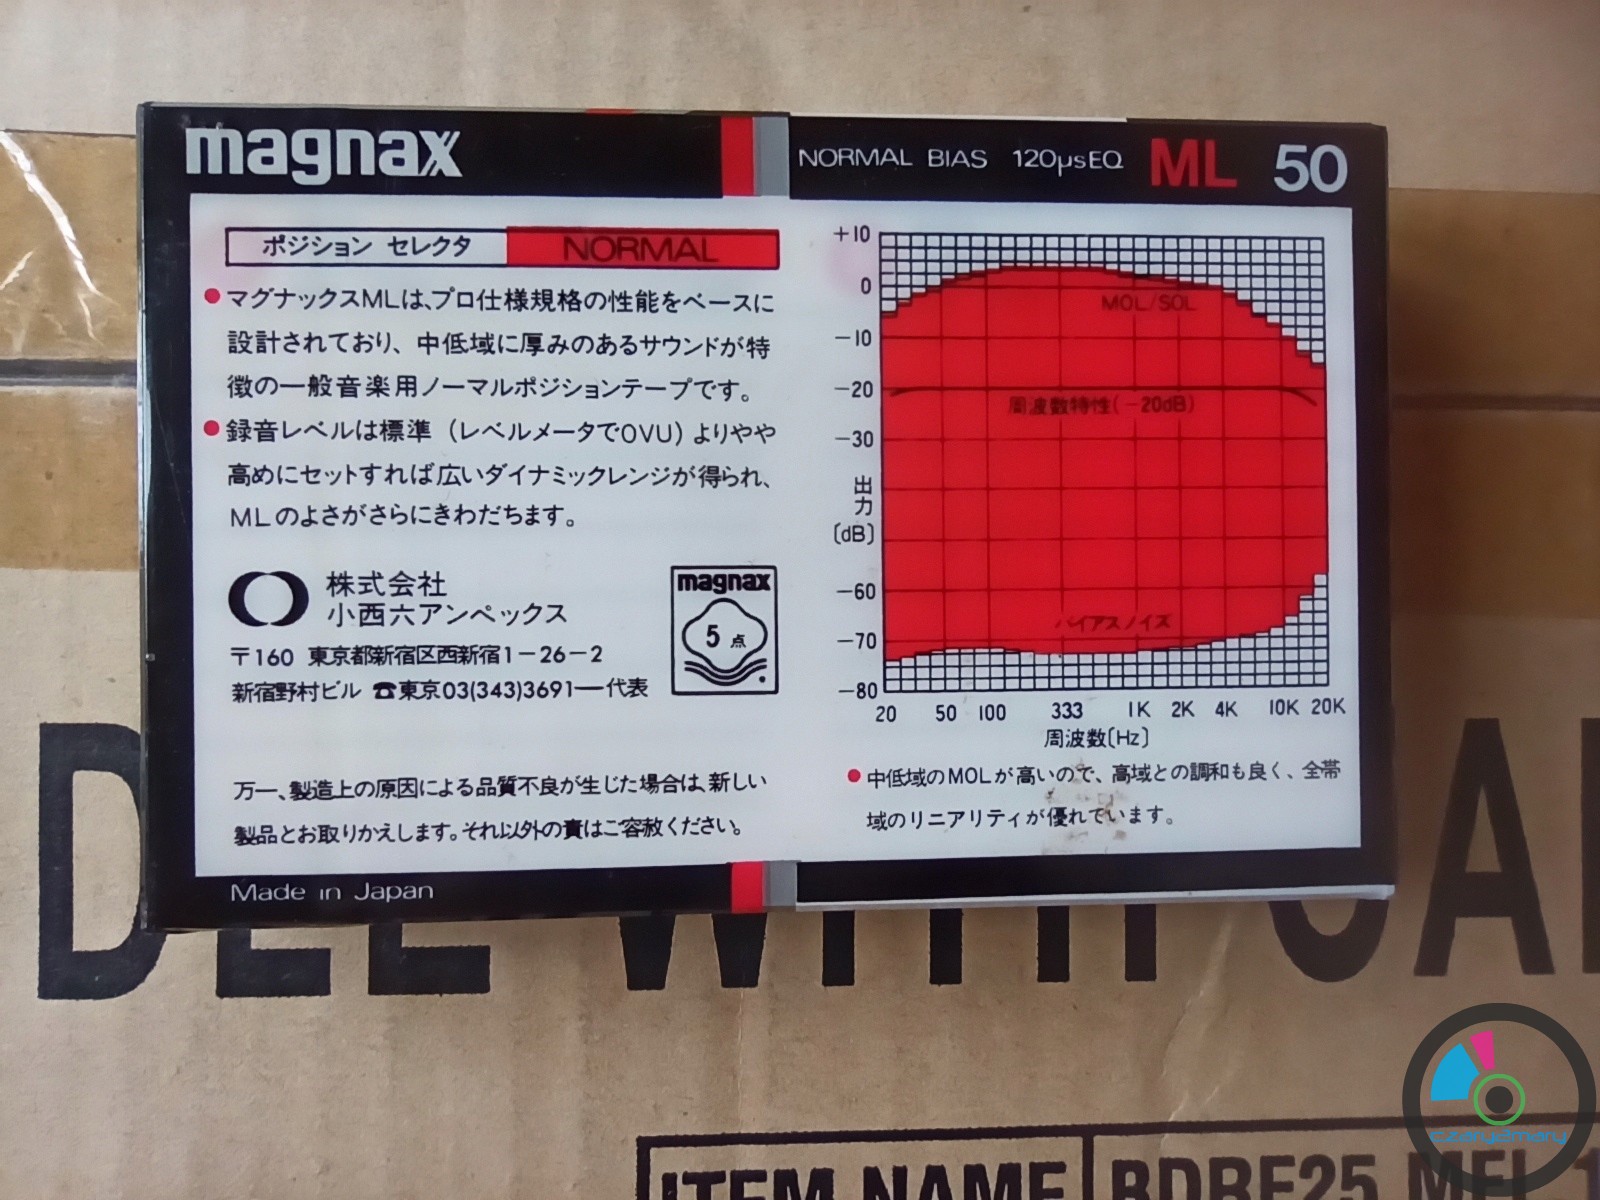 magnax
NORMAL BIAS 120μsEQ ML 50
ポジション セレクタ NORMAL
●マグナックスMLは、プロ仕様規格の性能をベースに
設計されており、中低域に厚みのあるサウンドが特
徴の一般音楽用ノーマルポジションテープです。
●録音レベルは標準（レベルメータで0VU）よりやや
高めにセットすれば広いダイナミックレンジが得られ、
MLのよさがさらにきわだちます。
株式会社
小西六アンペックス
〒160 東京都新宿区西新宿1-26-2
新宿野村ビル ☎東京03(343)3691—代表
magnax
5点
万一、製造上の原因による品質不良が生じた場合は、新しい
製品とお取りかえします。それ以外の責はご容赦ください。
Made in Japan
+10
0
MOL/SOL
-10
-20
周波数特性(-20dB)
-30
出力
[dB]
-60
バイアスノイズ
-70
-80
20 50 100 333 1K 2K 4K 10K 20K
周波数[Hz]
●中低域のMOLが高いので、高域との調和も良く、全帯
域のリニアリティが優れています。
ITEM NAME BDRE25
czary2mary